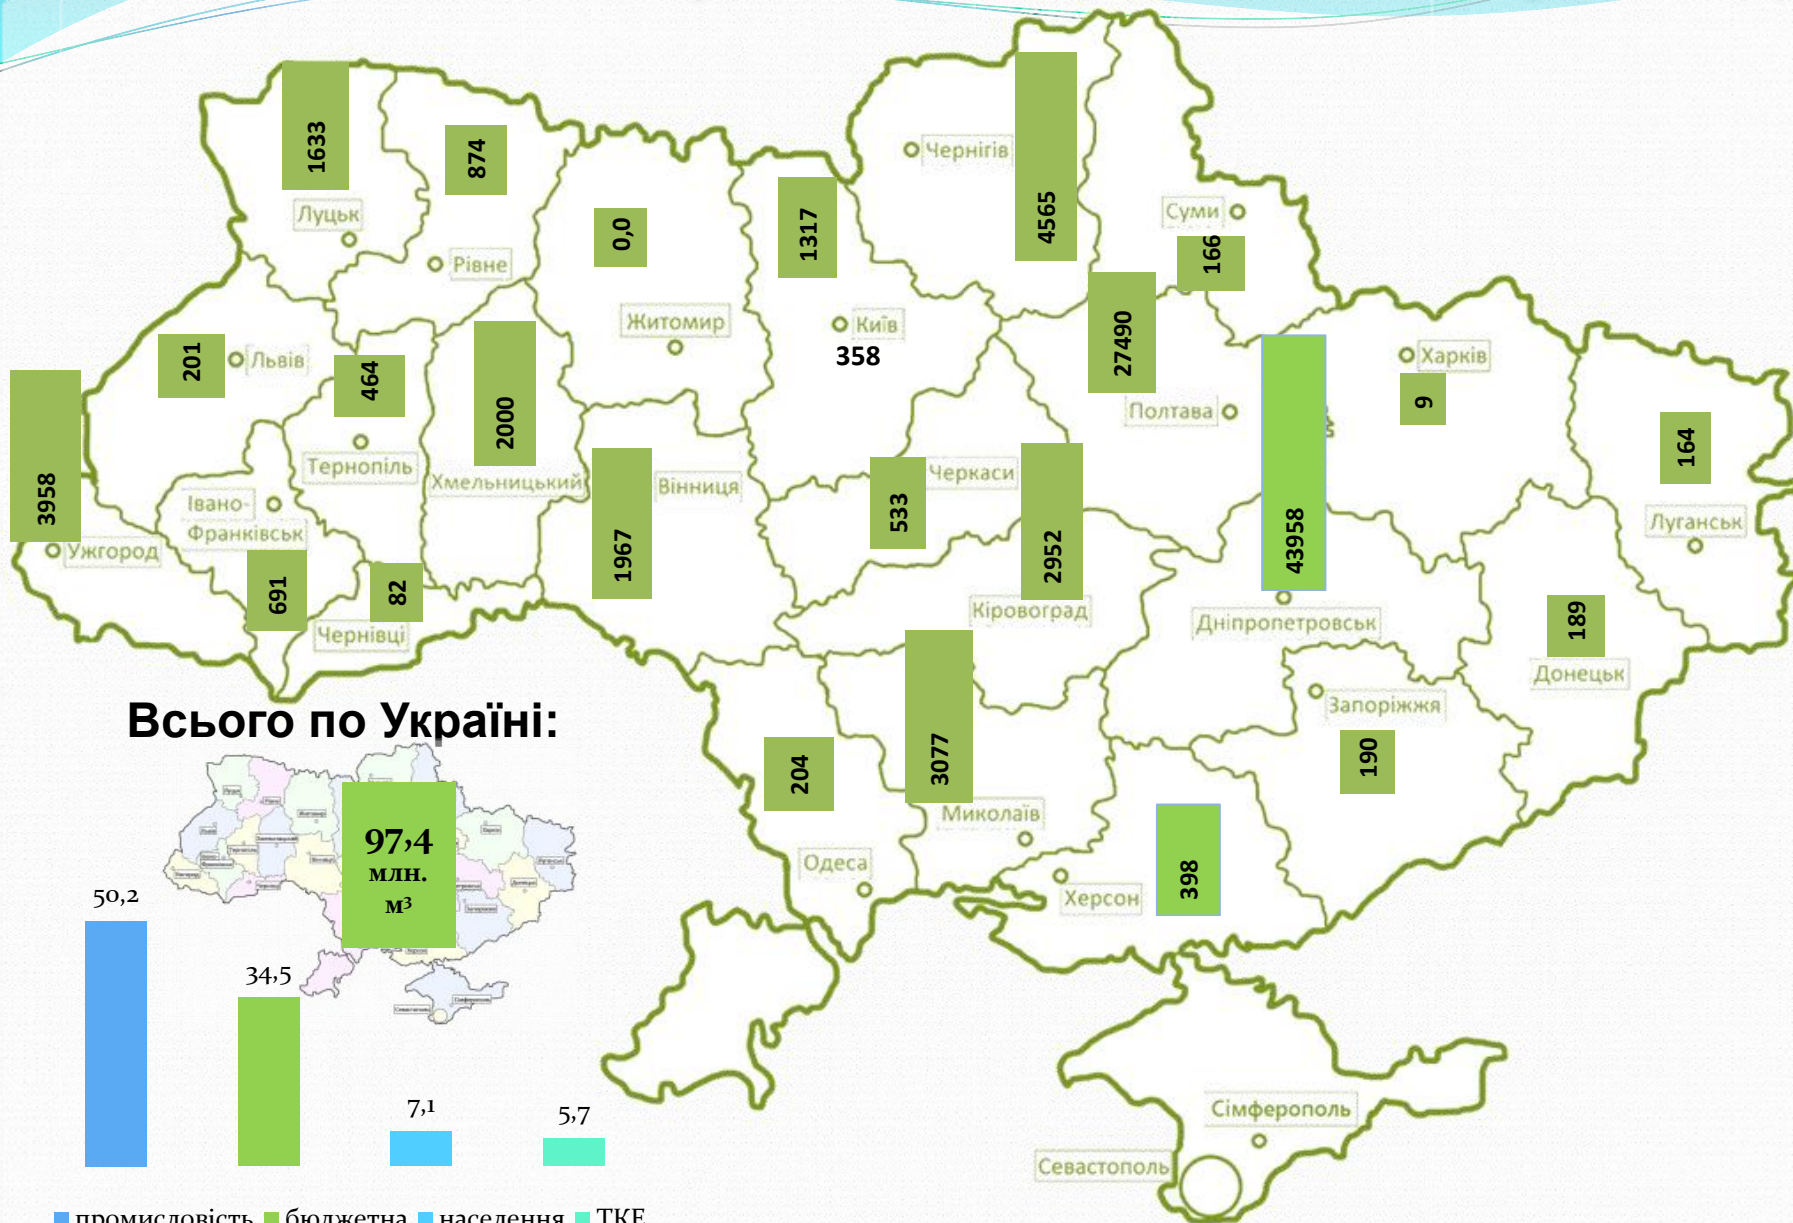 1633
874
0,0
1317
4565
Чернігів
Луцьк
Суми
166
Рівне
Житомир
Київ
358
27490
201
Львів
464
2000
Харків
9
Полтава
164
3958
Тернопіль
Хмельницький
Вінниця
Черкаси
43958
Івано-
Франківськ
1967
533
2952
Луганськ
Ужгород
691
82
Чернівці
Кіровоград
Дніпропетровськ
189
Донецьк
Запоріжжя
190
204
3077
Миколаїв
Одеса
Херсон
398
Всього по Україні:
97,4
млн.
м³
50,2
34,5
7,1
5,7
Сімферополь
Севастополь
промисловість бюджетна населення ТКЕ